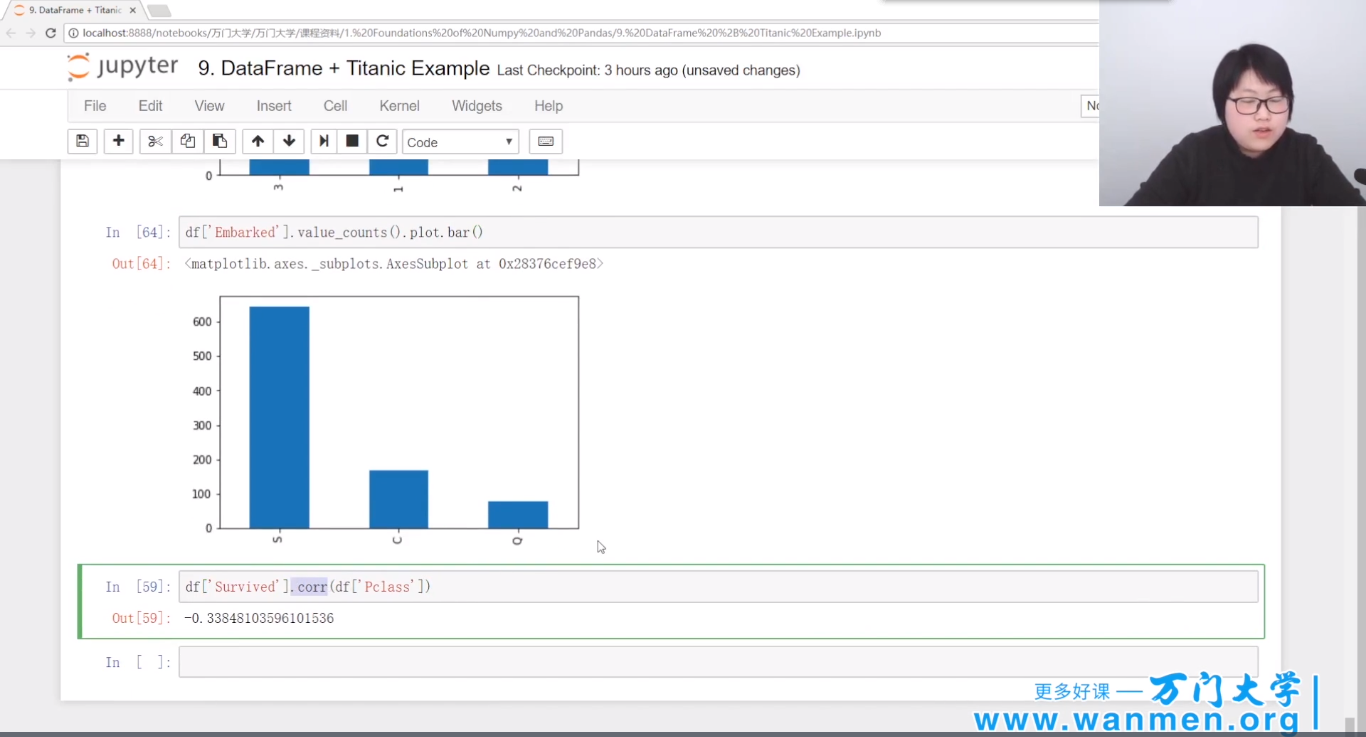 9. DataFrame + Titanic
localhost:8888/notebooks/万门大学/万门大学/课程资料/1.%20Foundations%20of%20Numpy%20and%20Pandas/9.%20DataFrame%20%2B%20Titanic%20Example.ipynb
jupyter 9. DataFrame + Titanic Example Last Checkpoint: 3 hours ago (unsaved changes)
File Edit View Insert Cell Kernel Widgets Help
Code
0
3 1 2
In [64]: df['Embarked'].value_counts().plot.bar()
Out[64]: <matplotlib.axes._subplots.AxesSubplot at 0x28376cef9e8>
600
500
400
300
200
100
0
S C Q
In [59]: df['Survived'].corr(df['Pclass'])
Out[59]: -0.33848103596101536
In [ ]:
更多好课 — 万门大学
www.wanmen.org